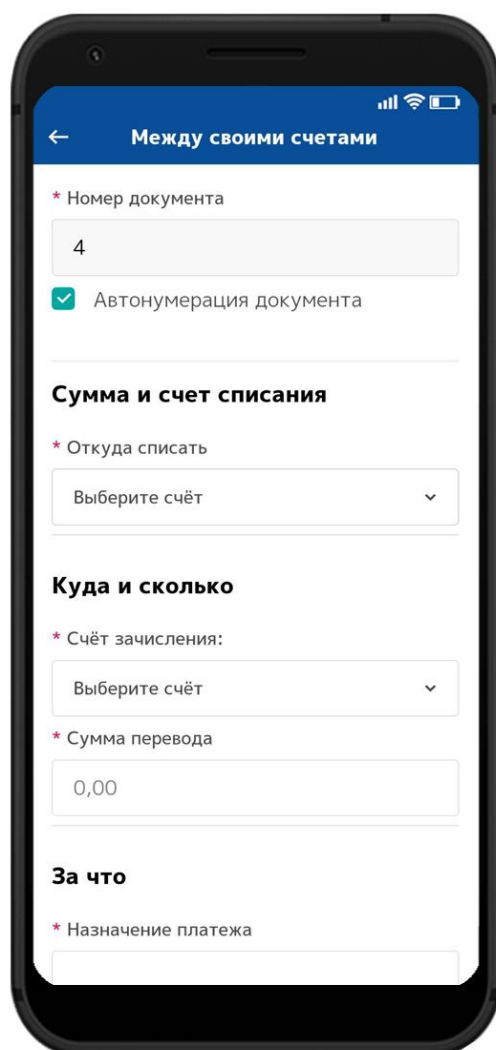 Между своими счетами
* Номер документа
4
Автонумерация документа
Сумма и счет списания
* Откуда списать
Выберите счёт
Куда и сколько
* Счёт зачисления:
Выберите счёт
* Сумма перевода
0,00
За что
* Назначение платежа